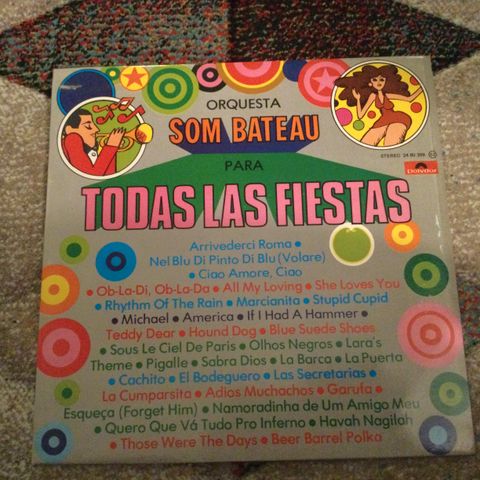 ORQUESTA
SOM BATEAU
PARA
STEREO 24 80 209
Polydor
TODAS LAS FIESTAS
Arrivederci Roma •
Nel Blu Di Pinto Di Blu (Volare)
• Ciao Amore, Ciao
• Ob-La-Di, Ob-La-Da • All My Loving • She Loves You
• Rhythm Of The Rain • Marcianita • Stupid Cupid
• Michael • America • If I Had A Hammer •
Teddy Dear • Hound Dog • Blue Suede Shoes
• Sous Le Ciel De Paris • Olhos Negros • Lara's
Theme • Pigalle • Sabra Dios • La Barca • La Puerta
• Cachito • El Bodeguero • Las Secretarias •
La Cumparsita • Adios Muchachos • Garufa •
Esqueça (Forget Him) • Namoradinha de Um Amigo Meu
• Quero Que Vá Tudo Pro Inferno • Havah Nagilah
• Those Were The Days • Beer Barrel Polka •